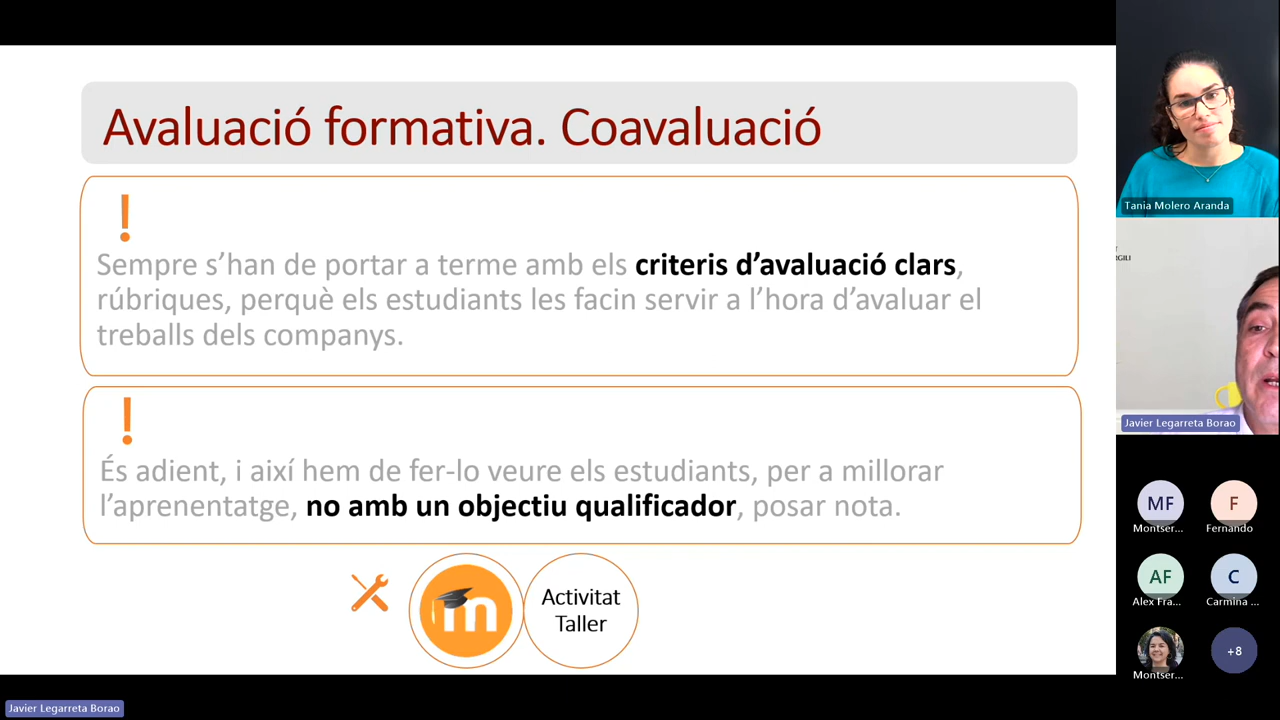 Avaluació formativa. Coavaluació
!
Sempre s’han de portar a terme amb els criteris d’avaluació clars,
rúbriques, perquè els estudiants les facin servir a l’hora d’avaluar el
treballs dels companys.
!
És adient, i així hem de fer-lo veure els estudiants, per a millorar
l’aprenentatge, no amb un objectiu qualificador, posar nota.
m
Activitat
Taller
Tania Molero Aranda
Javier Legarreta Borao
MF
Montser...
F
Fernando
AF
Alex Fra...
C
Carmina ...
Montser...
+8
Javier Legarreta Borao